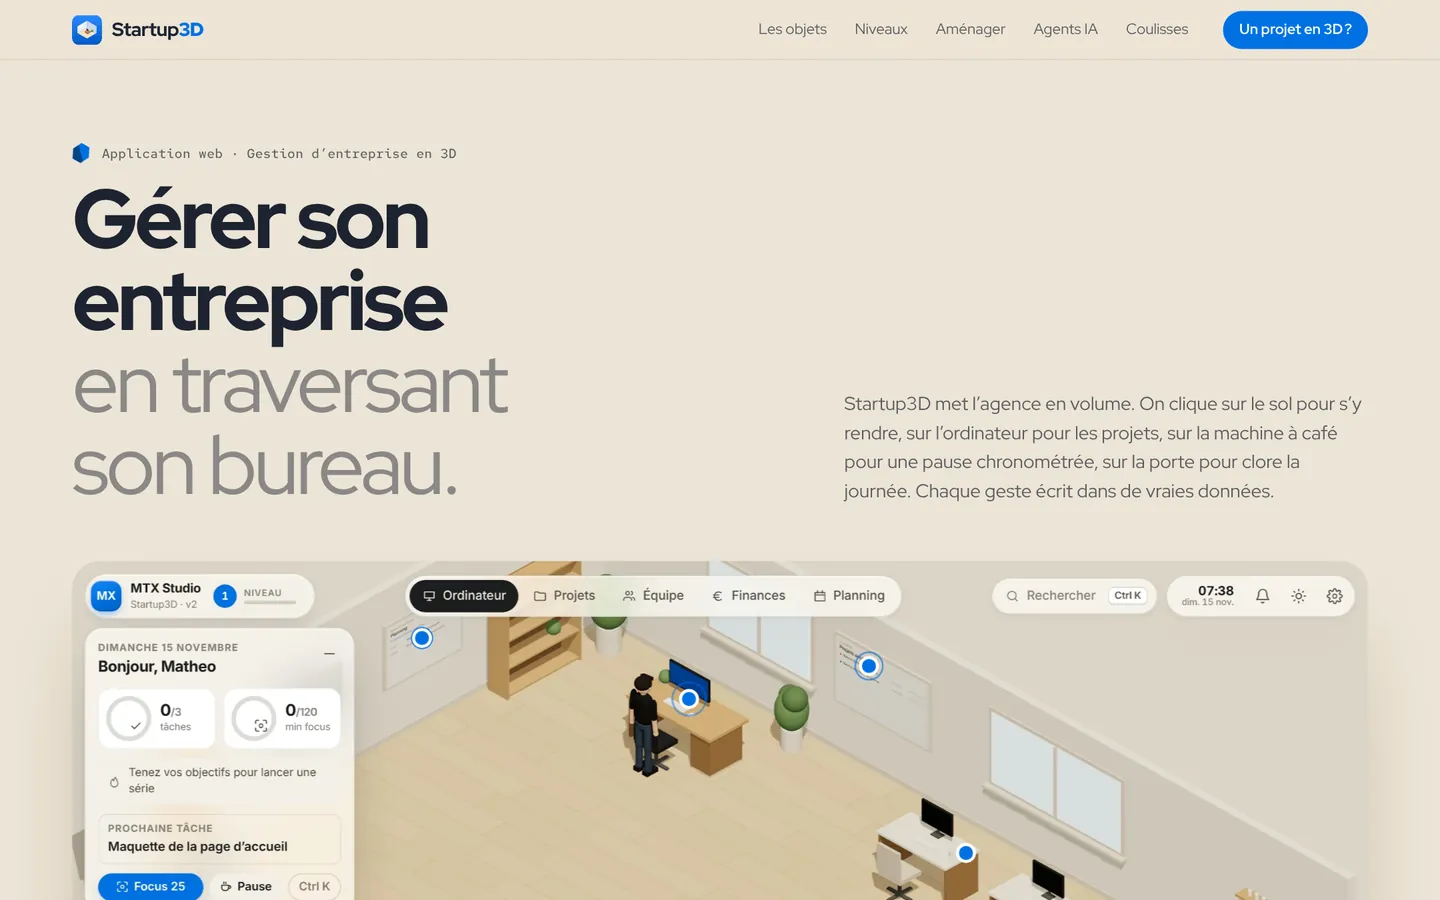 Startup3D
Les objets
Niveaux
Aménager
Agents IA
Coulisses
Un projet en 3D ?
Application web · Gestion d’entreprise en 3D
Gérer son
entreprise
en traversant
son bureau.
Startup3D met l’agence en volume. On clique sur le sol pour s’y
rendre, sur l’ordinateur pour les projets, sur la machine à café
pour une pause chronométrée, sur la porte pour clore la
journée. Chaque geste écrit dans de vraies données.
MX
MTX Studio
Startup3D · v2
1
NIVEAU
Ordinateur
Projets
Équipe
Finances
Planning
Rechercher
Ctrl K
07:38
dim. 15 nov.
DIMANCHE 15 NOVEMBRE
Bonjour, Matheo
0/3
tâches
0/120
min focus
Tenez vos objectifs pour lancer une
série
PROCHAINE TÂCHE
Maquette de la page d’accueil
Focus 25
Pause
Ctrl K
Planning